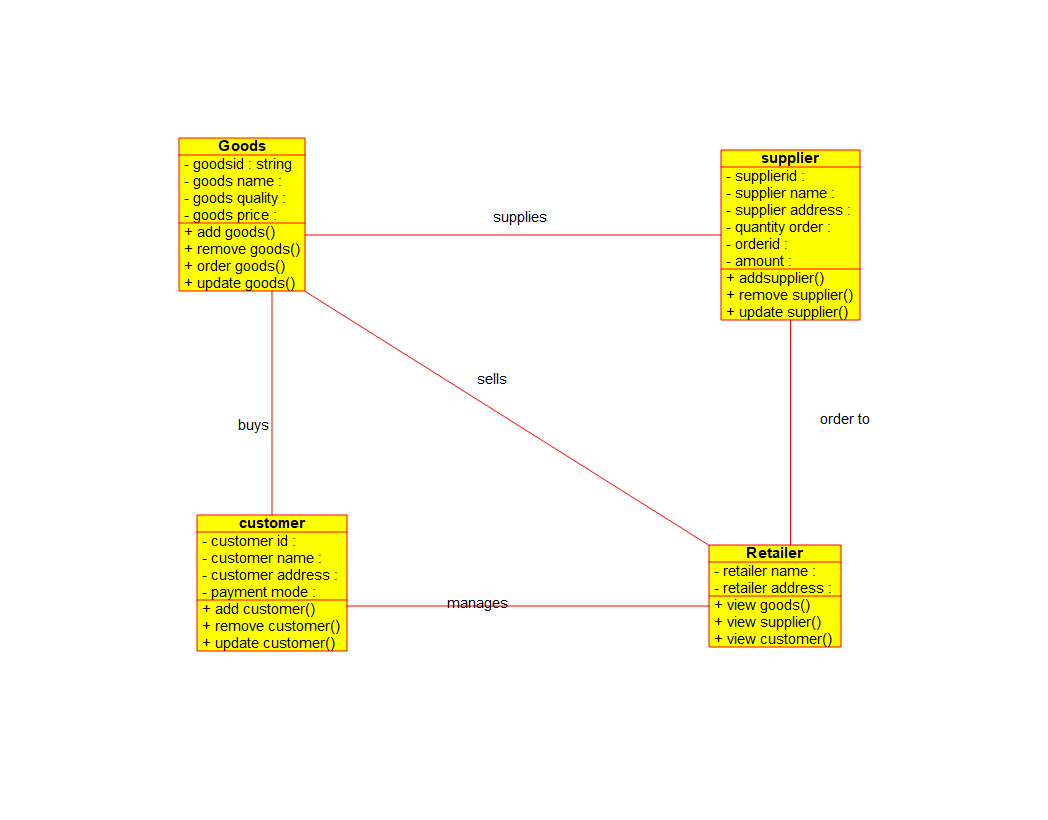 Goods
- goodsid : string
- goods name :
- goods quality :
- goods price :
+ add goods()
+ remove goods()
+ order goods()
+ update goods()
supplies
supplier
- supplierid :
- supplier name :
- supplier address :
- quantity order :
- orderid :
- amount :
+ addsupplier()
+ remove supplier()
+ update supplier()
sells
buys
order to
customer
- customer id :
- customer name :
- customer address :
- payment mode :
+ add customer()
+ remove customer()
+ update customer()
manages
Retailer
- retailer name :
- retailer address :
+ view goods()
+ view supplier()
+ view customer()